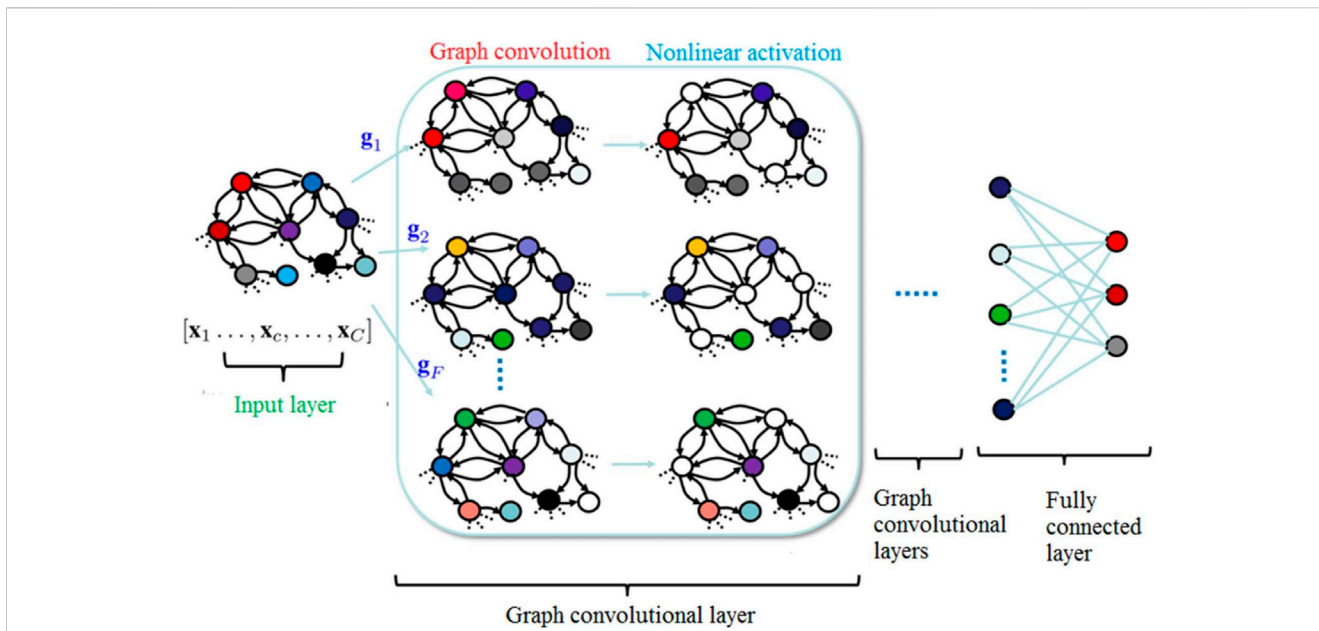 Graph convolution
Nonlinear activation
g1
g2
gF
[x1 ..., xc, ..., xC]
Input layer
Graph convolutional layer
Graph
convolutional
layers
Fully
connected
layer